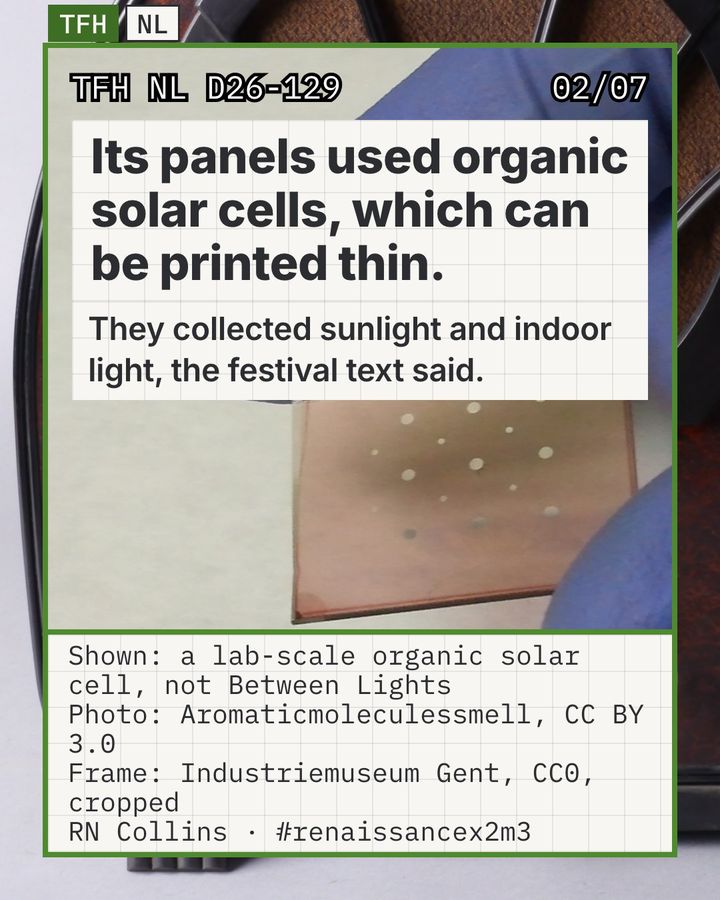 TFH NL
TFH NL D26-129 02/07
Its panels used organic
solar cells, which can
be printed thin.
They collected sunlight and indoor
light, the festival text said.
Shown: a lab-scale organic solar
cell, not Between Lights
Photo: Aromaticmoleculessmell, CC BY
3.0
Frame: Industriemuseum Gent, CC0,
cropped
RN Collins · #renaissancex2m3